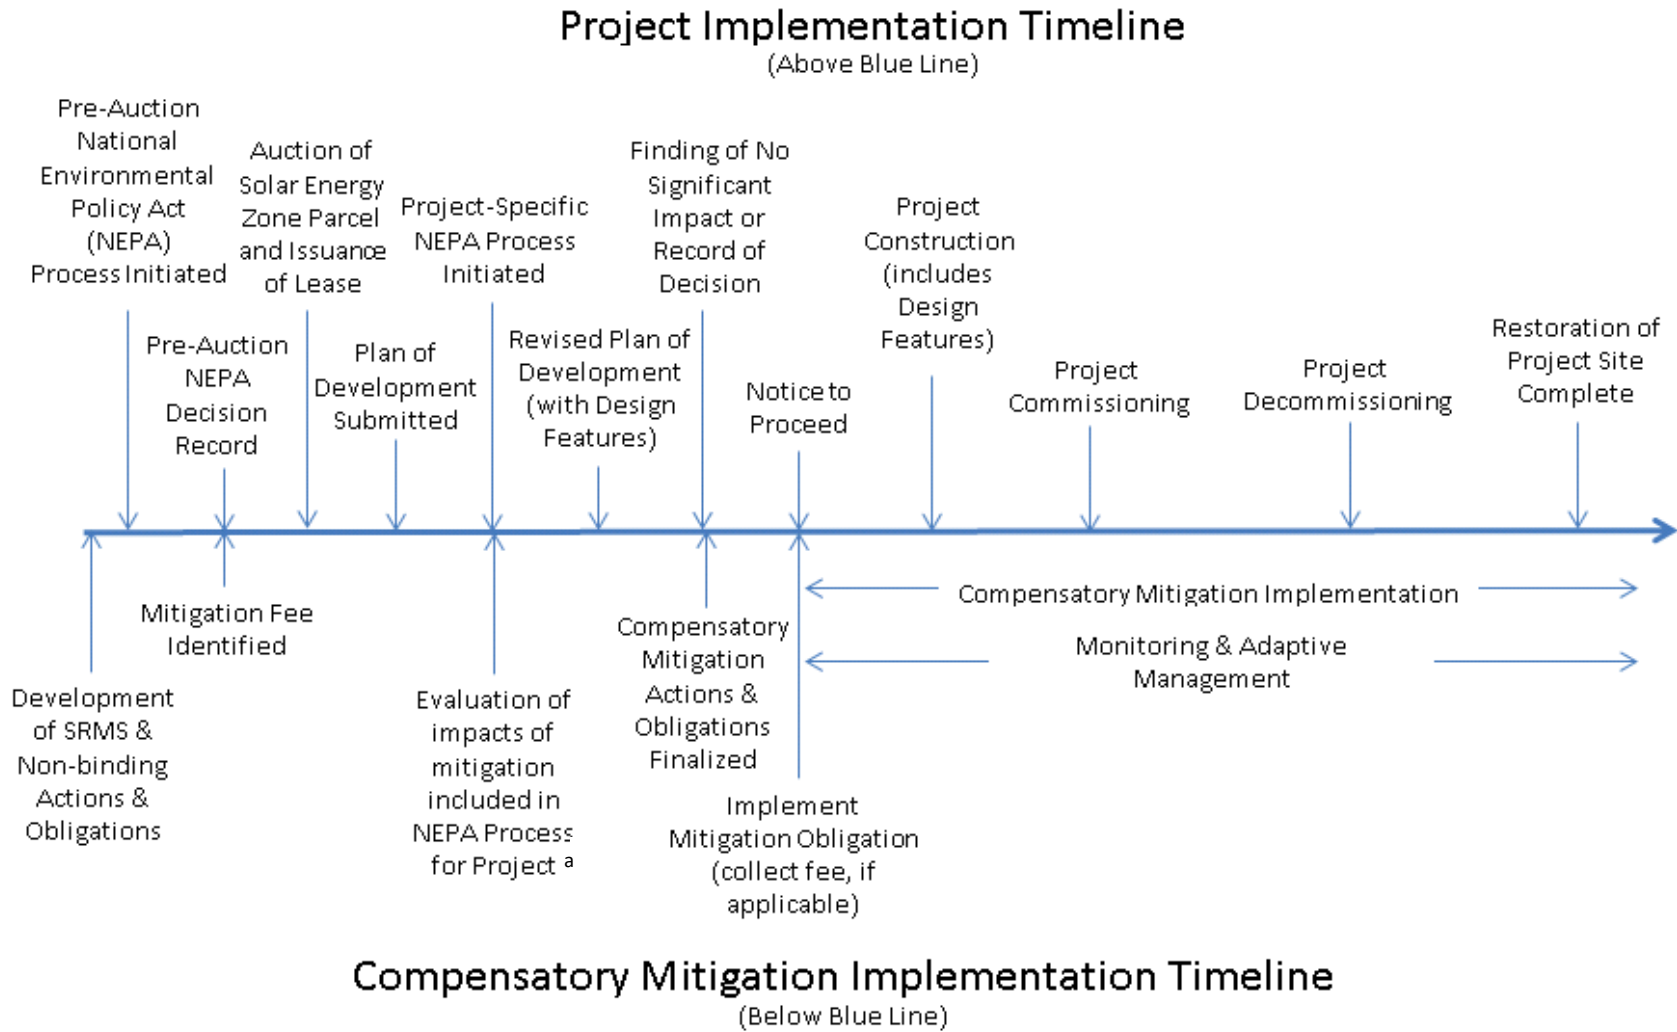 Project Implementation Timeline
(Above Blue Line)
Pre-Auction
National
Environmental
Policy Act
(NEPA)
Process Initiated
Pre-Auction
NEPA
Decision
Record
Auction of
Solar Energy
Zone Parcel
and Issuance
of Lease
Plan of
Development
Submitted
Project-Specific
NEPA Process
Initiated
Revised Plan of
Development
(with Design
Features)
Finding of No
Significant
Impact or
Record of
Decision
Notice to
Proceed
Project
Construction
(includes
Design
Features)
Project
Commissioning
Project
Decommissioning
Restoration of
Project Site
Complete
Development
of SRMS &
Non-binding
Actions &
Obligations
Mitigation Fee
Identified
Evaluation of
impacts of
mitigation
included in
NEPA Process
for Project a
Compensatory
Mitigation
Actions &
Obligations
Finalized
Implement
Mitigation Obligation
(collect fee, if
applicable)
Compensatory Mitigation Implementation
Monitoring & Adaptive
Management
Compensatory Mitigation Implementation Timeline
(Below Blue Line)